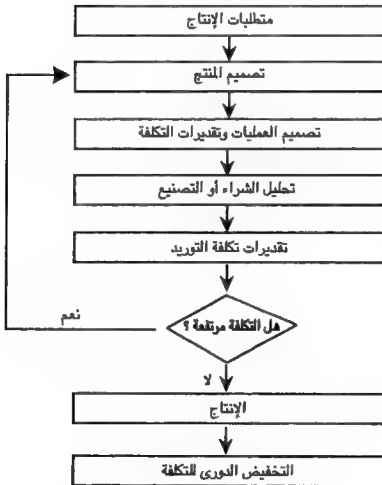 متطلبات الإنتاج
تصميم المنتج
تصميم العمليات وتقديرات التكلفة
تحليل الشراء أو التصنيع
تقديرات تكلفة التوريد
هل التكلفة مرتفعة ؟
نعم
لا
الإنتاج
التخفيض الدورى للتكلفة